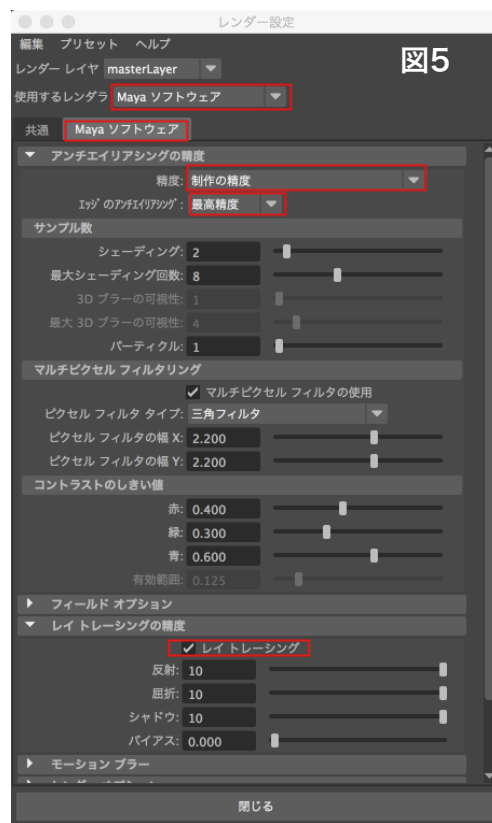 レンダー設定
編集 プリセット ヘルプ
図5
レンダー レイヤ masterLayer
使用するレンダラ Maya ソフトウェア
共通 Maya ソフトウェア
アンチエイリアシングの精度
精度: 制作の精度
エッジ のアンチエイリアシング: 最高精度
サンプル数
シェーディング: 2
最大シェーディング回数: 8
3D ブラーの可視性: 1
最大 3D ブラーの可視性: 4
パーティクル: 1
マルチピクセル フィルタリング
マルチピクセル フィルタの使用
ピクセル フィルタ タイプ: 三角フィルタ
ピクセル フィルタの幅 X: 2.200
ピクセル フィルタの幅 Y: 2.200
コントラストのしきい値
赤: 0.400
緑: 0.300
青: 0.600
有効範囲: 0.125
フィールド オプション
レイ トレーシングの精度
レイ トレーシング
反射: 10
屈折: 10
シャドウ: 10
バイアス: 0.000
モーション ブラー
閉じる